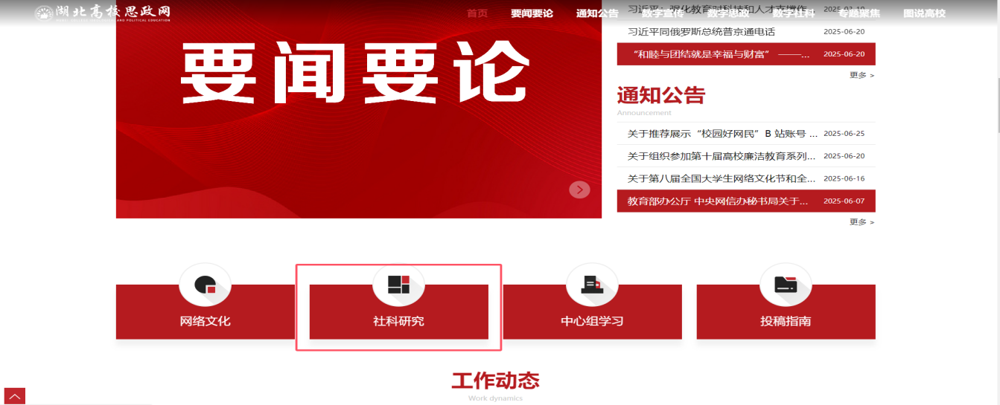 湖北高校思政网
首页 要闻要论 通知公告 数字宣传 数字思政 数字社科 专题聚焦 图说高校
要闻要论
习近平：强化教育对科技和人才支撑作... 2025-03-10
习近平同俄罗斯总统普京通电话 2025-06-20
“和睦与团结就是幸福与财富” ——... 2025-06-20
更多 >
通知公告
Announcement
关于推荐展示“校园好网民”B 站账号 ... 2025-06-25
关于组织参加第十届高校廉洁教育系列... 2025-06-20
关于第八届全国大学生网络文化节和全... 2025-06-16
教育部办公厅 中央网信办秘书局关于... 2025-06-07
更多 >
网络文化
社科研究
中心组学习
投稿指南
工作动态
Work dynamics